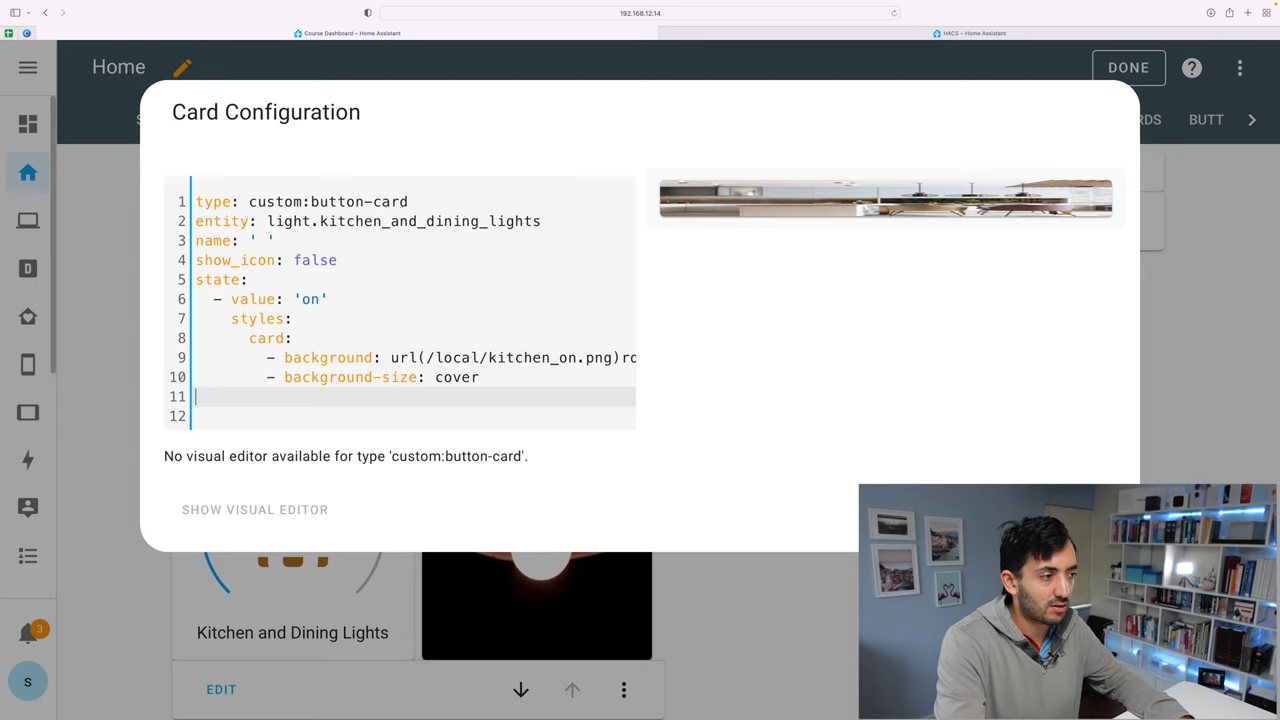 192.168.12.14
Course Dashboard – Home Assistant
HACS – Home Assistant
Home
DONE
RDS
BUTT
Card Configuration
1 type: custom:button-card
2 entity: light.kitchen_and_dining_lights
3 name: ' '
4 show_icon: false
5 state:
6 - value: 'on'
7 styles:
8 card:
9 - background: url(/local/kitchen_on.png)ro
10 - background-size: cover
11
12
No visual editor available for type 'custom:button-card'.
SHOW VISUAL EDITOR
Kitchen and Dining Lights
EDIT
3
s